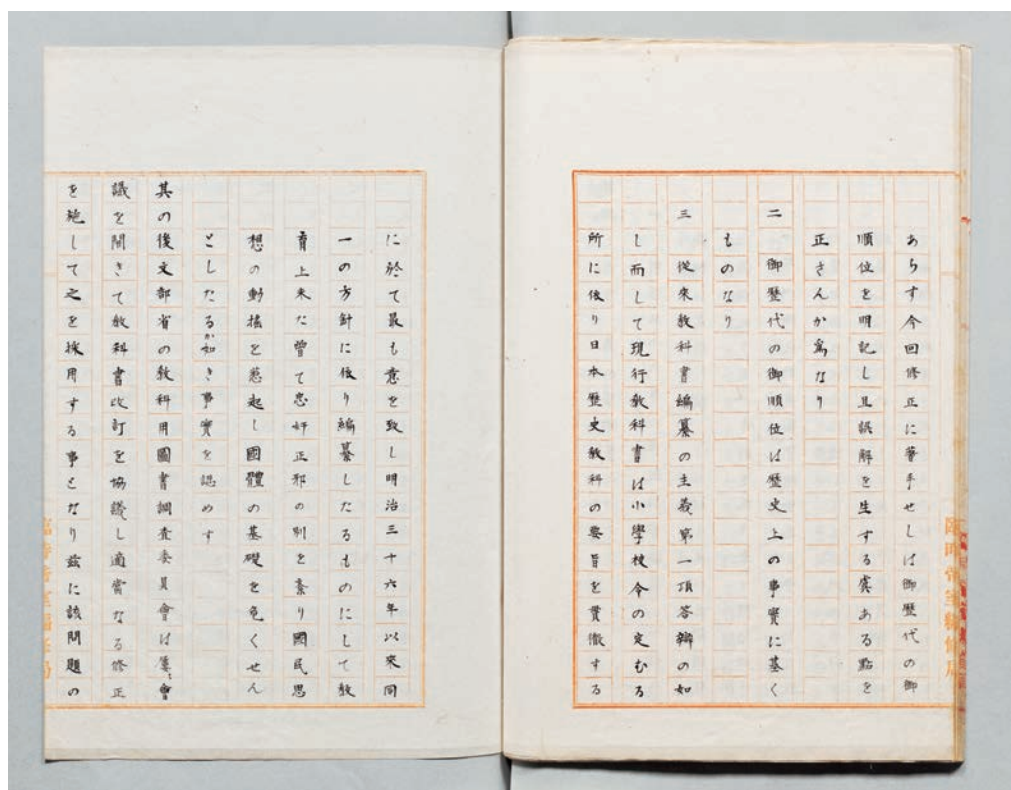 あらす今回修正に著手せしは御歴代の御
順位を明記し且誤解を生する虞ある點を
正さんか爲なり
二 御歴代の御順位は歴史上の事實に基く
ものなり
三 從來教科書編纂の主義第一項答辯の如
し而して現行教科書は小學校令の定むる
所に依り日本歴史教科の要旨を貫徹する
に於て最も意を致し明治三十六年以來同
一の方針に依り編纂したるものにして教
育上未た曾て忠奸正邪の別を紊り國民思
想の動揺を惹起し國體の基礎を危くせん
としたるか如き事實を認めす
其の後文部省の教科用圖書調査委員會は屡〻會
議を開きて教科書改訂を協議し適當なる修正
を施して之を採用する事となり茲に該問題の